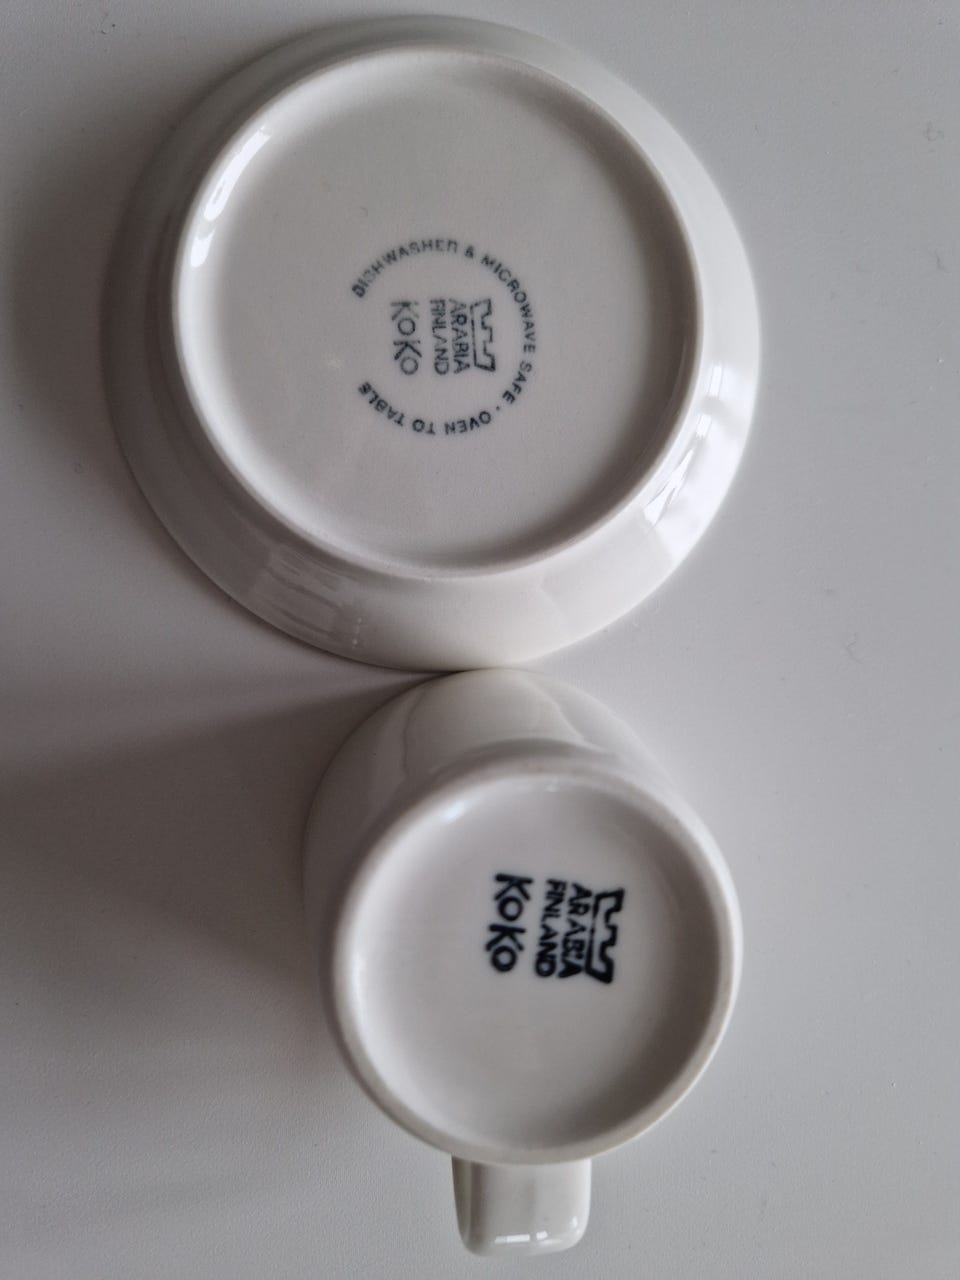 DISHWASHER & MICROWAVE SAFE · OVEN TO TABLE
ARABIA
FINLAND
KoKo
ARABIA
FINLAND
KoKo